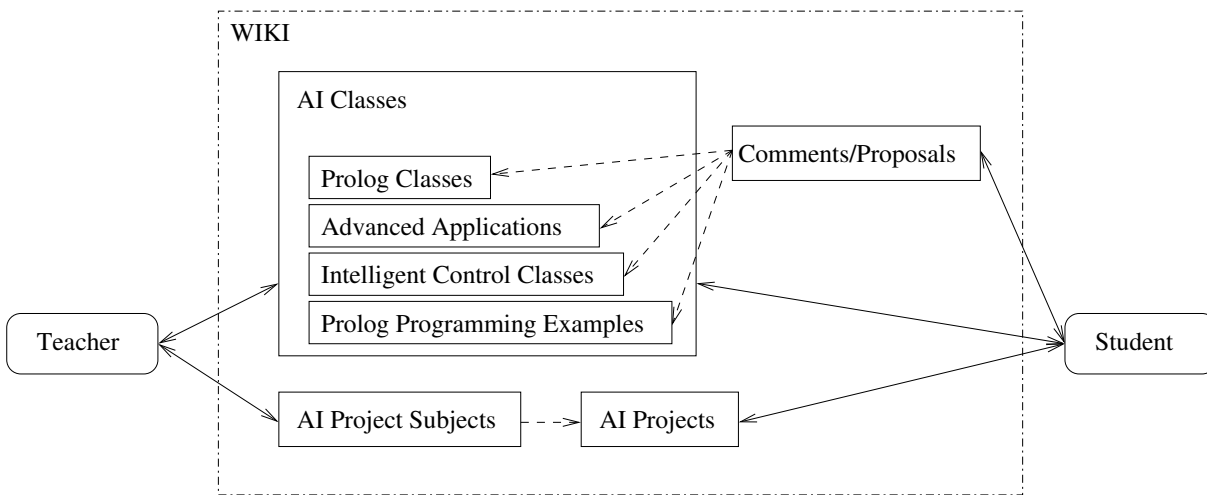 WIKI
AI Classes
Comments/Proposals
Prolog Classes
Advanced Applications
Intelligent Control Classes
Prolog Programming Examples
Teacher
Student
AI Project Subjects
AI Projects